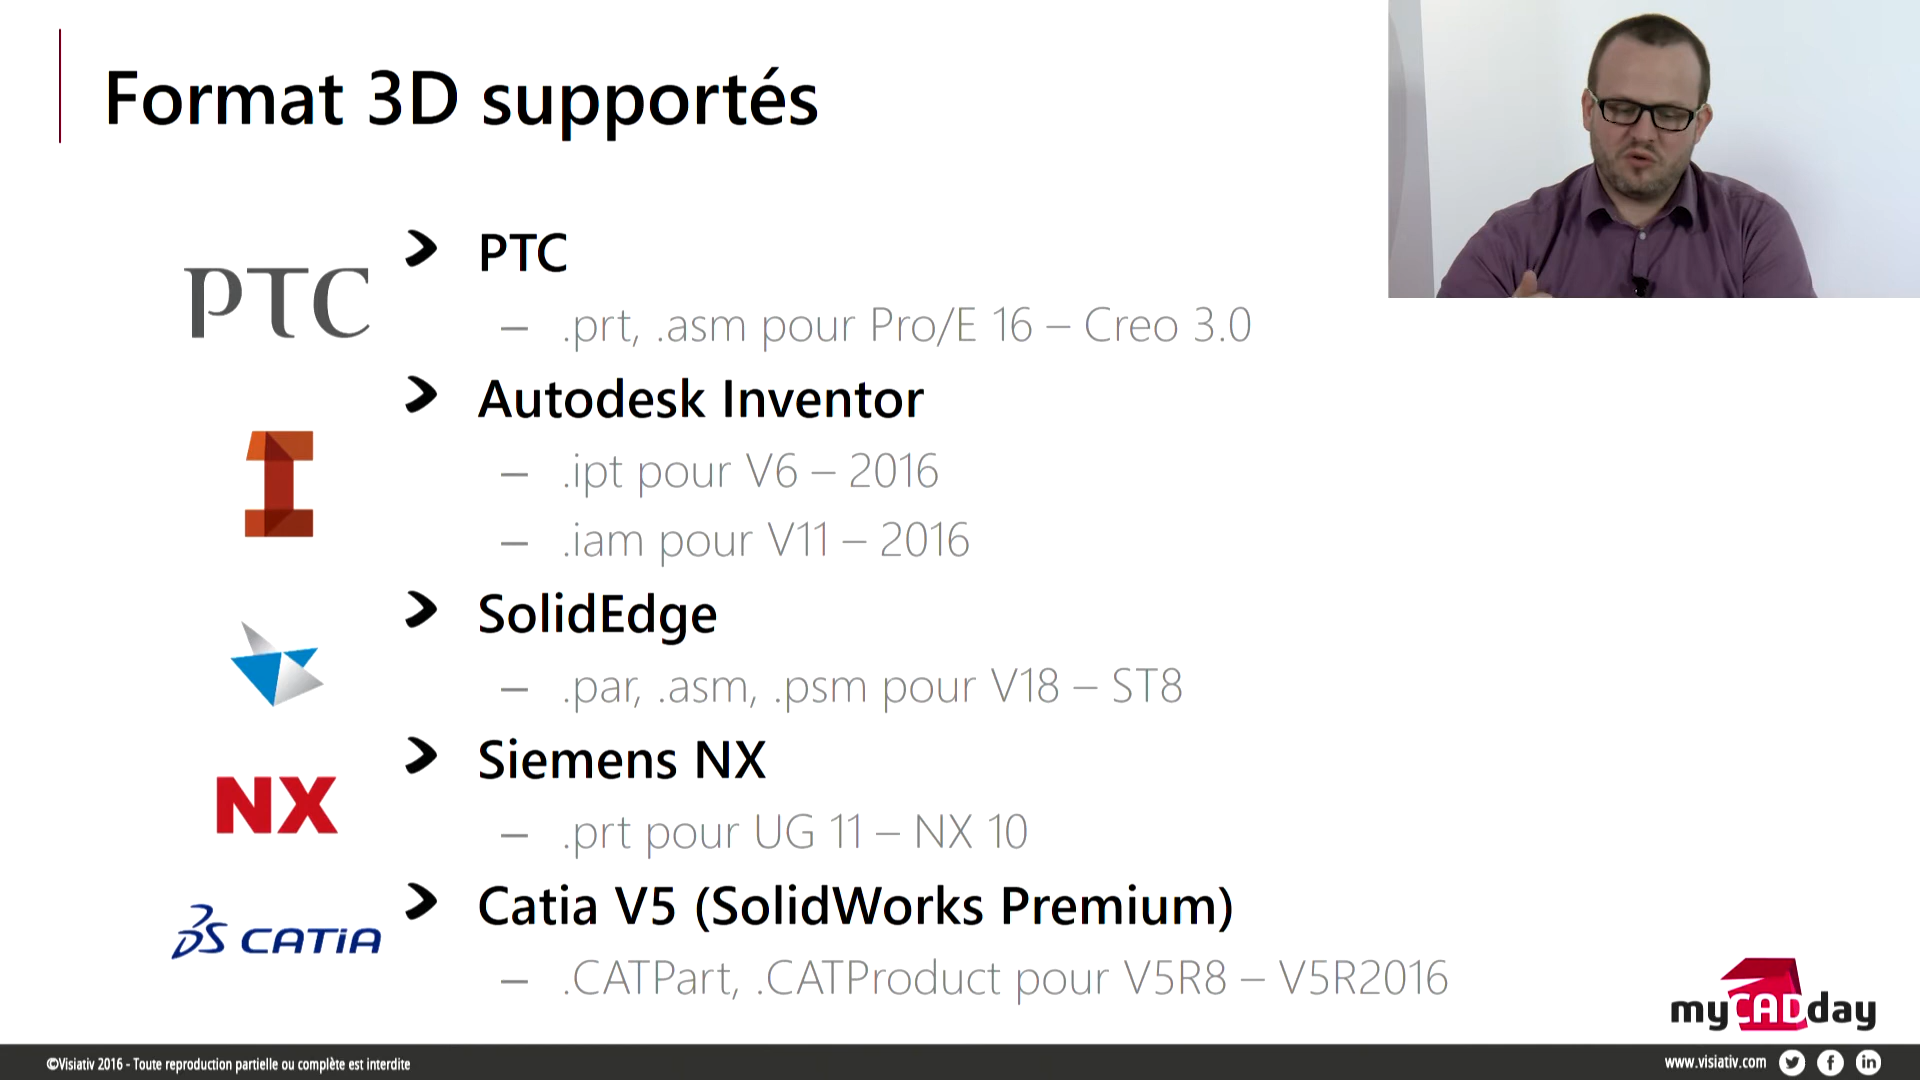 Format 3D supportés
PTC
PTC
– .prt, .asm pour Pro/E 16 – Creo 3.0
Autodesk Inventor
– .ipt pour V6 – 2016
– .iam pour V11 – 2016
SolidEdge
– .par, .asm, .psm pour V18 – ST8
Siemens NX
NX
– .prt pour UG 11 – NX 10
Catia V5 (SolidWorks Premium)
3DS CATIA
– .CATPart, .CATProduct pour V5R8 – V5R2016
myCADday
©Visiativ 2016 - Toute reproduction partielle ou complète est interdite
www.visiativ.com